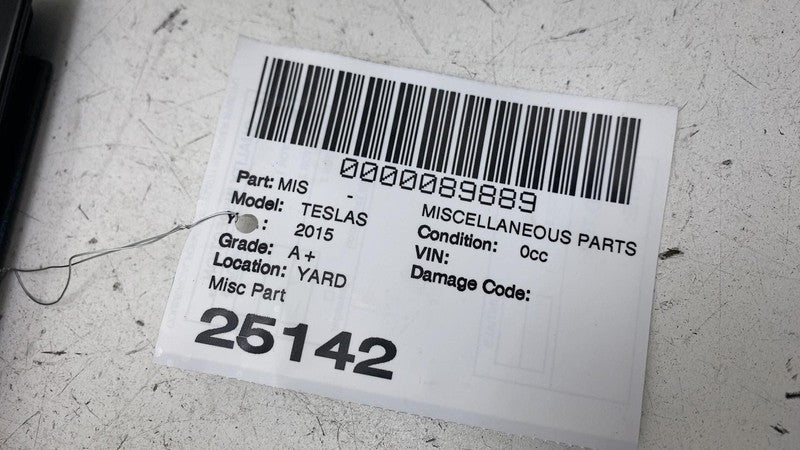 0000089889
Part: MIS - MISCELLANEOUS PARTS
Model: TESLAS Condition: 0cc
2015 VIN:
Grade: A+ Damage Code:
Location: YARD
Misc Part
25142